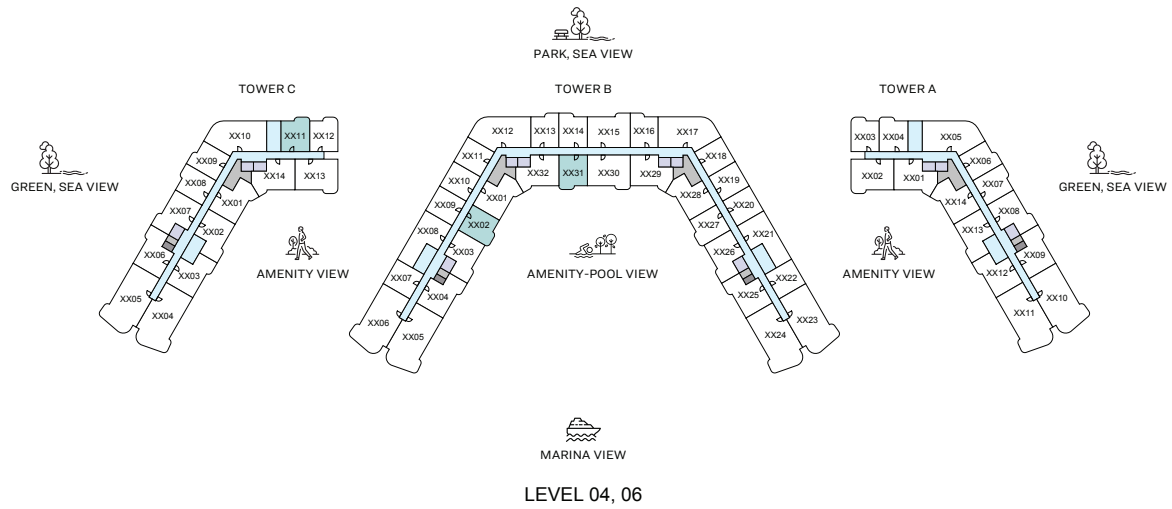 PARK, SEA VIEW
TOWER C
TOWER B
TOWER A
GREEN, SEA VIEW
XX10
XX11
XX12
XX09
XX08
XX14
XX13
XX07
XX01
XX02
XX06
XX03
XX05
XX04
AMENITY VIEW
XX12
XX13
XX14
XX15
XX16
XX17
XX11
XX32
XX31
XX30
XX29
XX18
XX10
XX01
XX28
XX19
XX09
XX02
XX27
XX20
XX08
XX03
XX26
XX21
XX07
XX04
XX25
XX22
XX06
XX05
XX24
XX23
AMENITY-POOL VIEW
XX03
XX04
XX05
XX02
XX01
XX06
XX14
XX07
XX13
XX08
XX12
XX09
XX11
XX10
AMENITY VIEW
GREEN, SEA VIEW
MARINA VIEW
LEVEL 04, 06